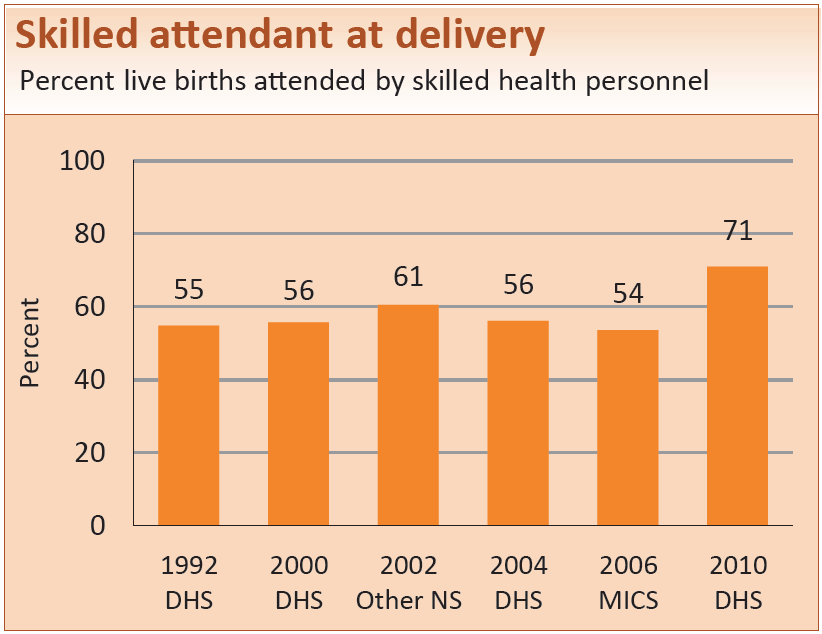 Skilled attendant at delivery
Percent live births attended by skilled health personnel
Percent
100
80
60
40
20
0
55
56
61
56
54
71
1992
DHS
2000
DHS
2002
Other NS
2004
DHS
2006
MICS
2010
DHS